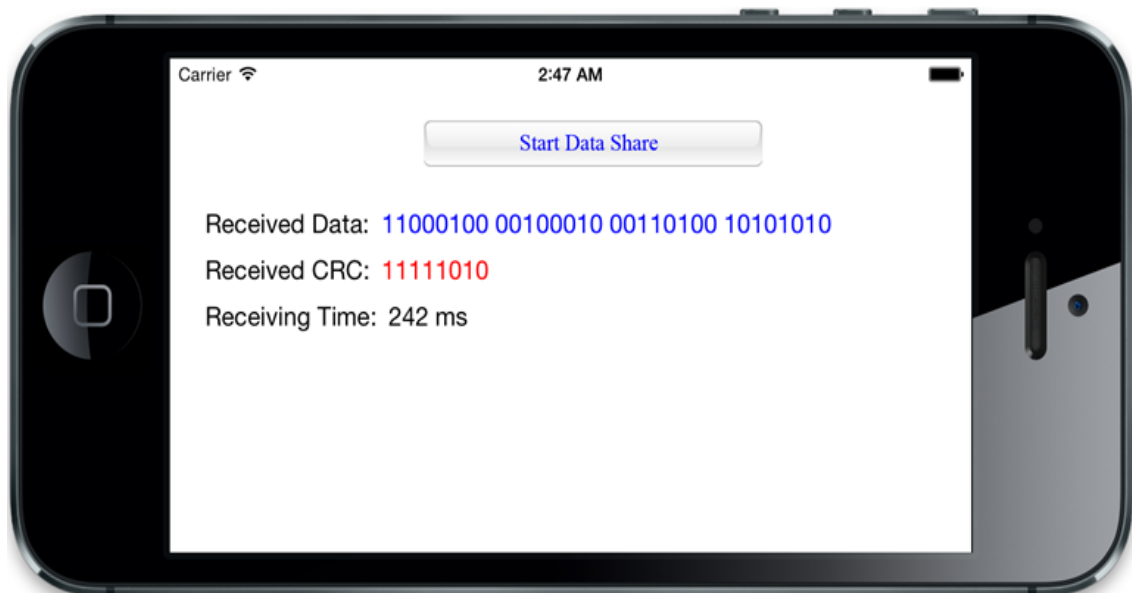 Carrier 2:47 AM
Start Data Share
Received Data: 11000100 00100010 00110100 10101010
Received CRC: 11111010
Receiving Time: 242 ms